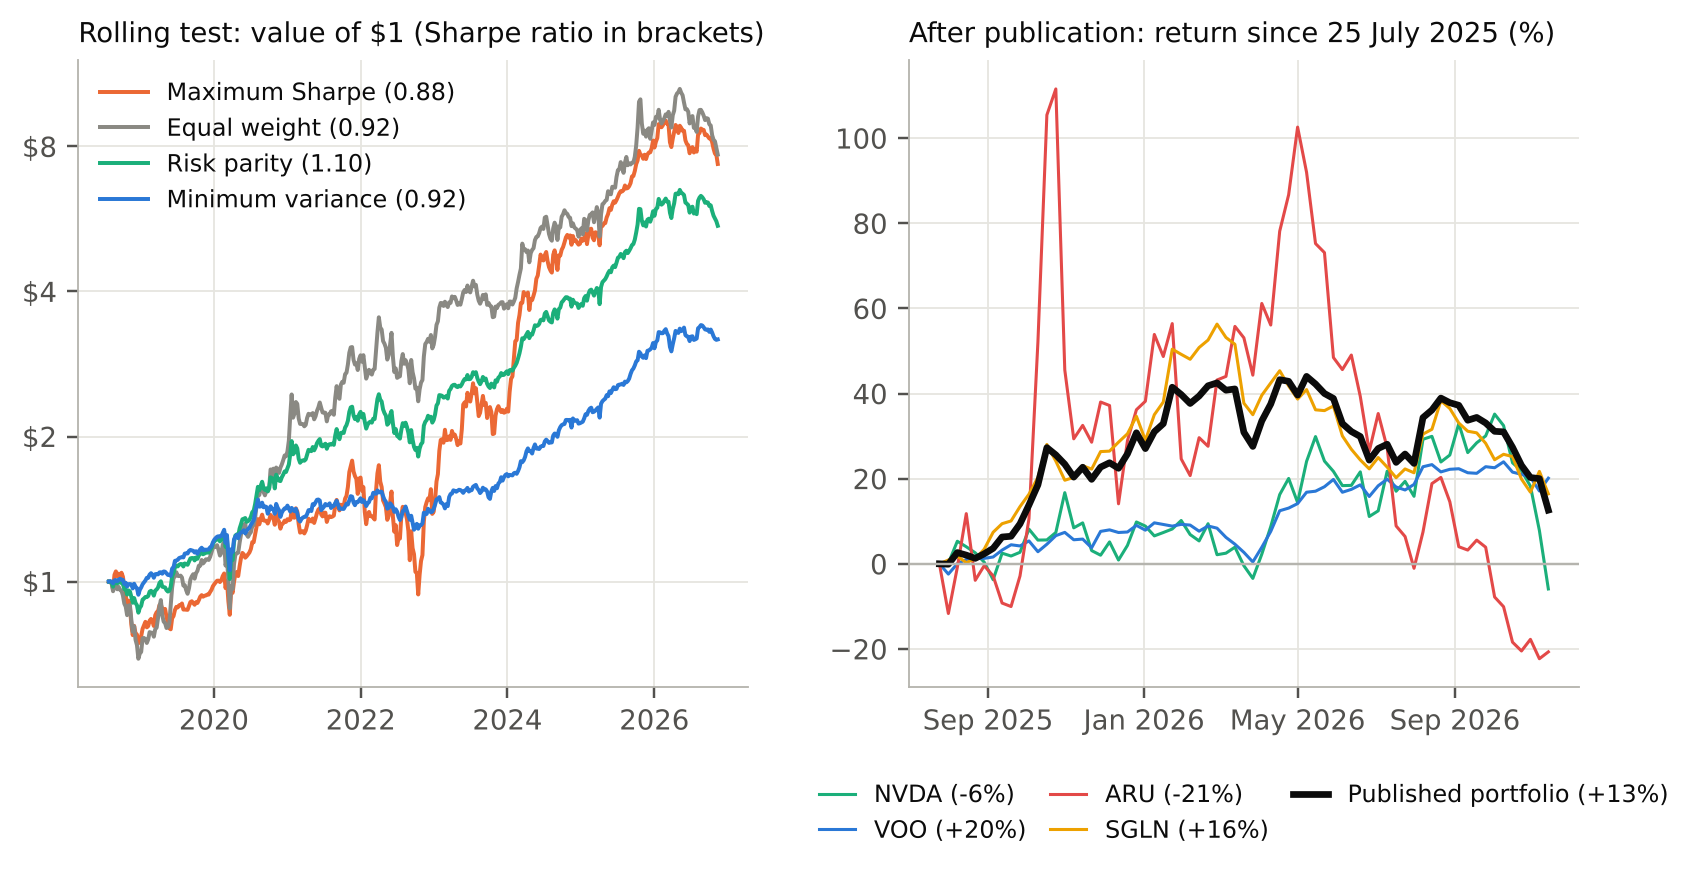 Rolling test: value of $1 (Sharpe ratio in brackets)
Maximum Sharpe (0.88)
Equal weight (0.92)
Risk parity (1.10)
Minimum variance (0.92)
$8
$4
$2
$1
2020 2022 2024 2026
After publication: return since 25 July 2025 (%)
100
80
60
40
20
0
−20
Sep 2025 Jan 2026 May 2026 Sep 2026
NVDA (-6%) ARU (-21%) Published portfolio (+13%)
VOO (+20%) SGLN (+16%)